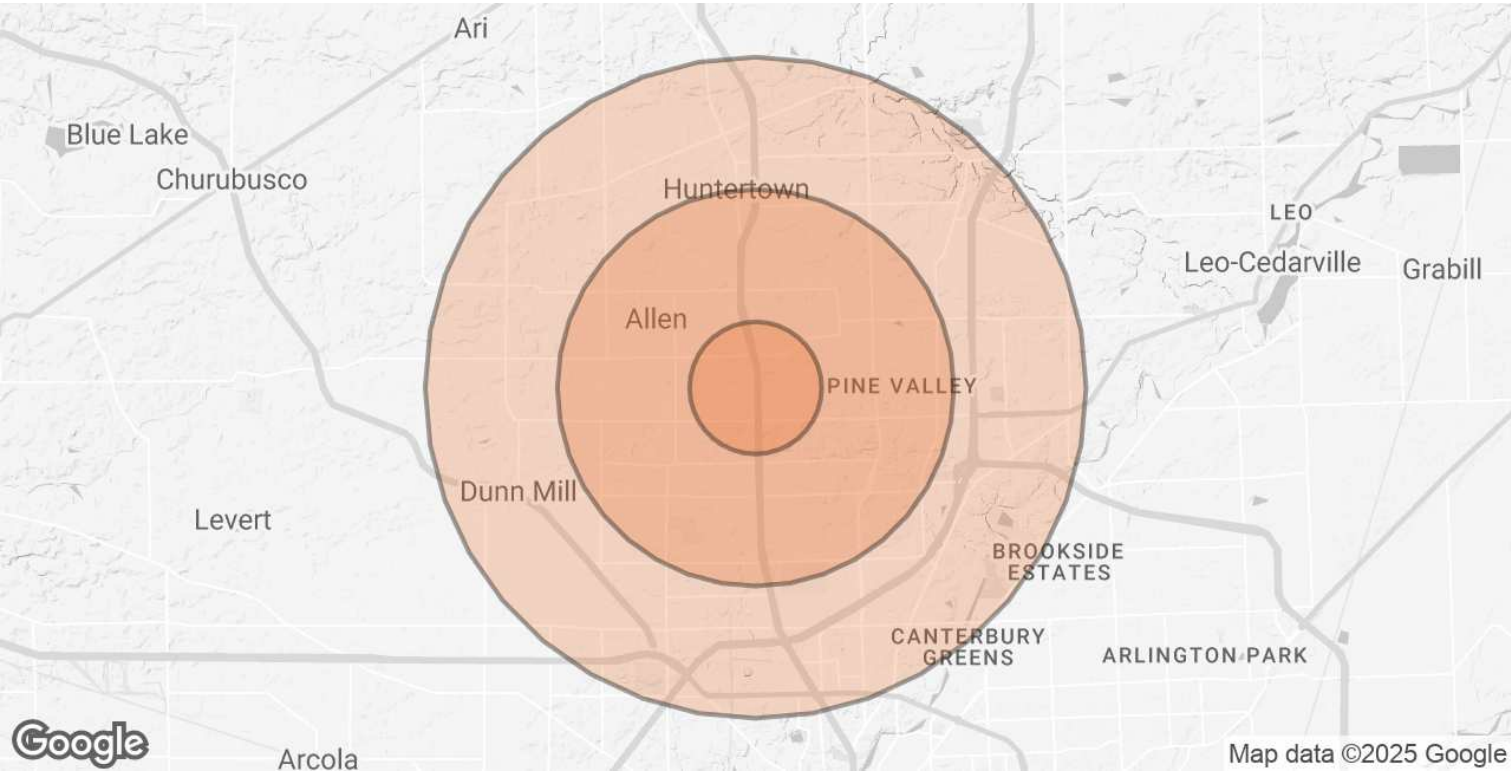 Ari
Blue Lake
Churubusco
Huntertown
LEO
Leo-Cedarville
Grabill
Allen
PINE VALLEY
Dunn Mill
Levert
BROOKSIDE
ESTATES
CANTERBURY
GREENS
ARLINGTON PARK
Google
Arcola
Map data ©2025 Google